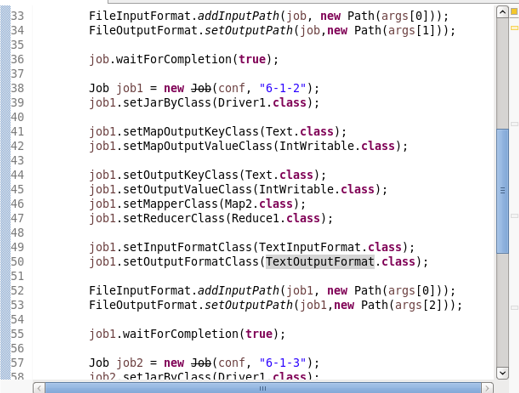 33 FileInputFormat.addInputPath(job, new Path(args[0]));
34 FileOutputFormat.setOutputPath(job,new Path(args[1]));
35
36 job.waitForCompletion(true);
37
38 Job job1 = new Job(conf, "6-1-2");
39 job1.setJarByClass(Driver1.class);
40
41 job1.setMapOutputKeyClass(Text.class);
42 job1.setMapOutputValueClass(IntWritable.class);
43
44 job1.setOutputKeyClass(Text.class);
45 job1.setOutputValueClass(IntWritable.class);
46 job1.setMapperClass(Map2.class);
47 job1.setReducerClass(Reduce1.class);
48
49 job1.setInputFormatClass(TextInputFormat.class);
50 job1.setOutputFormatClass(TextOutputFormat.class);
51
52 FileInputFormat.addInputPath(job1, new Path(args[0]));
53 FileOutputFormat.setOutputPath(job1,new Path(args[2]));
54
55 job1.waitForCompletion(true);
56
57 Job job2 = new Job(conf, "6-1-3");
58 job2.setJarByClass(Driver1.class);